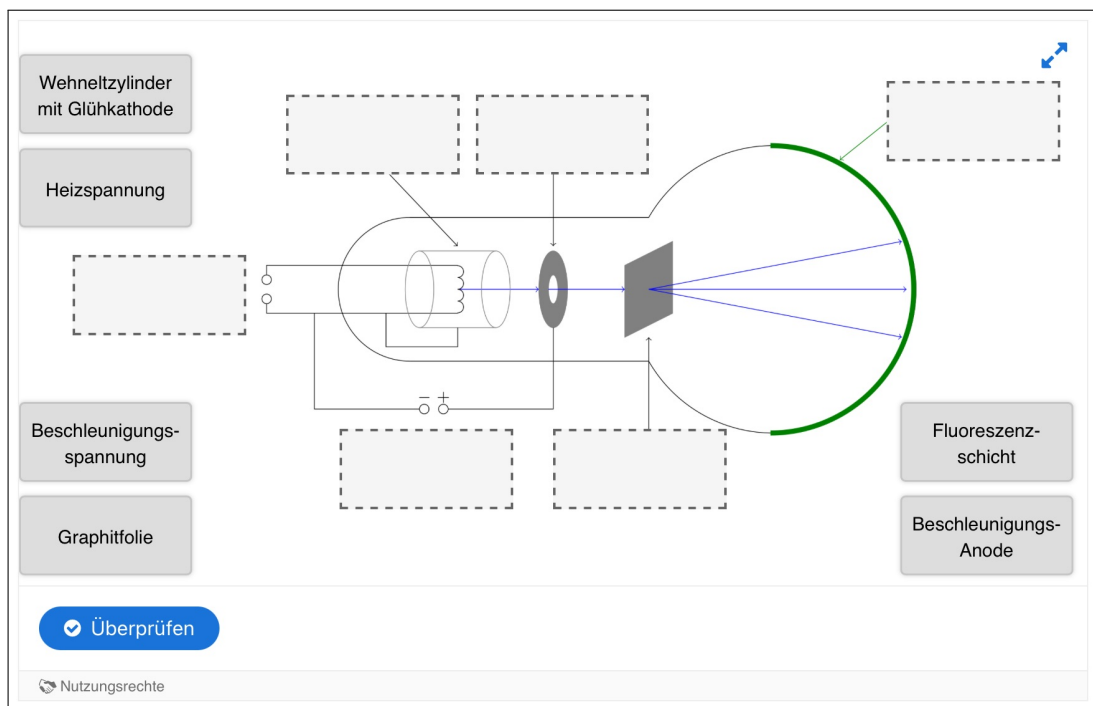 Wehneltzylinder
mit Glühkathode
Heizspannung
− +
Beschleunigungs-
spannung
Graphitfolie
Fluoreszenz-
schicht
Beschleunigungs-
Anode
Überprüfen
Nutzungsrechte